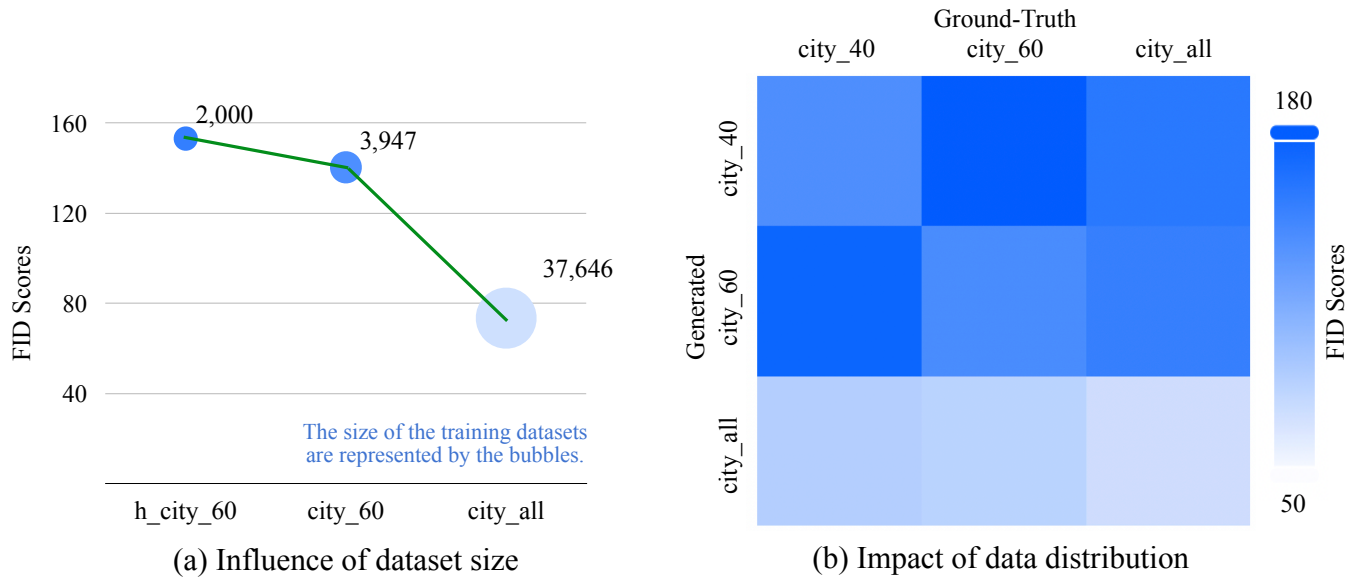 160
120
80
40
FID Scores
2,000
3,947
37,646
The size of the training datasets
are represented by the bubbles.
h_city_60
city_60
city_all
(a) Influence of dataset size
Ground-Truth
city_40
city_60
city_all
Generated
city_40
city_60
city_all
180
50
FID Scores
(b) Impact of data distribution